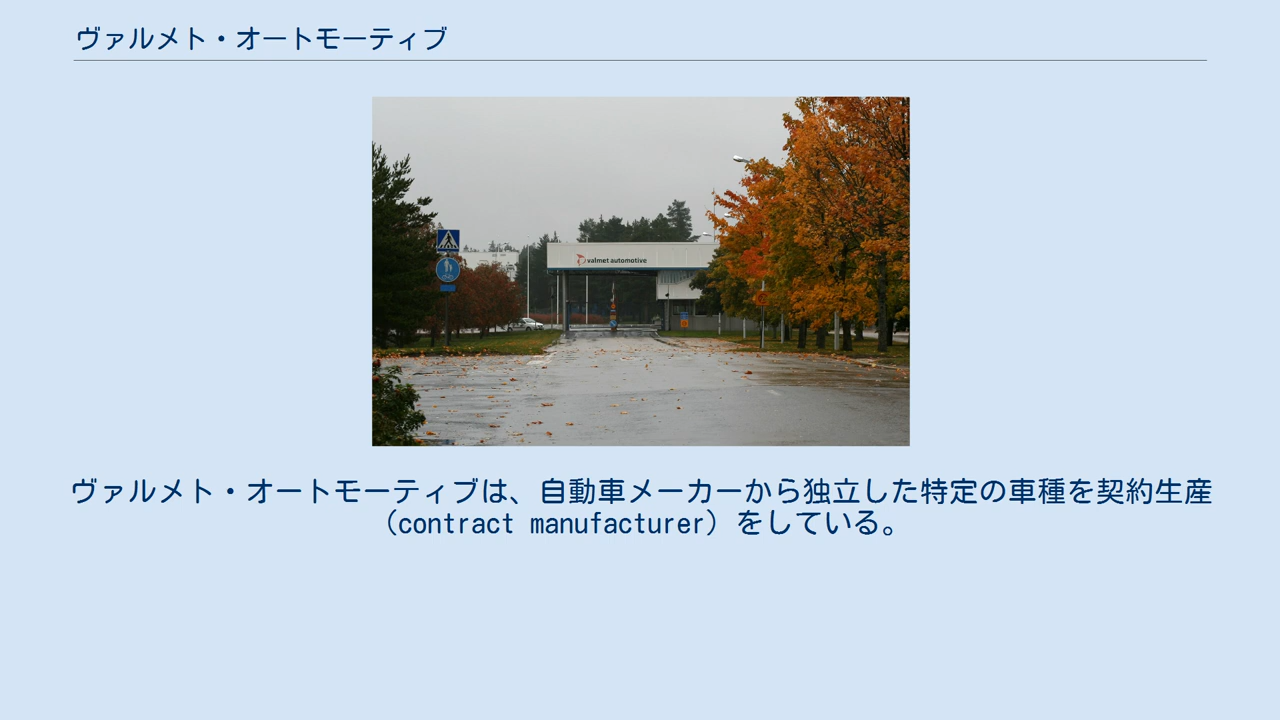 ヴァルメト・オートモーティブ
valmet automotive
ヴァルメト・オートモーティブは、自動車メーカーから独立した特定の車種を契約生産
（contract manufacturer）をしている。